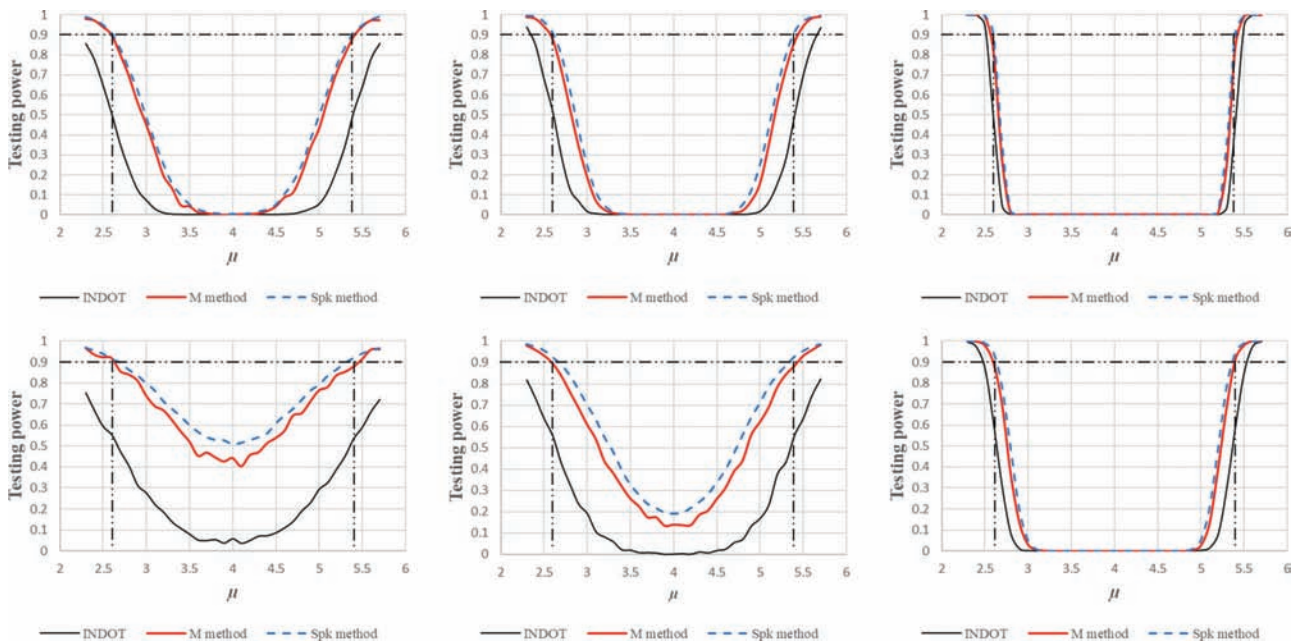 1 1 1
0.9 0.9 0.9
0.8 0.8 0.8
0.7 0.7 0.7
0.6 0.6 0.6
0.5 0.5 0.5
0.4 0.4 0.4
0.3 0.3 0.3
0.2 0.2 0.2
0.1 0.1 0.1
0 0 0
Testing power Testing power Testing power
2 2.5 3 3.5 4 4.5 5 5.5 6 2 2.5 3 3.5 4 4.5 5 5.5 6 2 2.5 3 3.5 4 4.5 5 5.5 6
μ μ μ
INDOT M method Spk method INDOT M method Spk method INDOT M method Spk method
1 1 1
0.9 0.9 0.9
0.8 0.8 0.8
0.7 0.7 0.7
0.6 0.6 0.6
0.5 0.5 0.5
0.4 0.4 0.4
0.3 0.3 0.3
0.2 0.2 0.2
0.1 0.1 0.1
0 0 0
Testing power Testing power Testing power
2 2.5 3 3.5 4 4.5 5 5.5 6 2 2.5 3 3.5 4 4.5 5 5.5 6 2 2.5 3 3.5 4 4.5 5 5.5 6
μ μ μ
INDOT M method Spk method INDOT M method Spk method INDOT M method Spk method